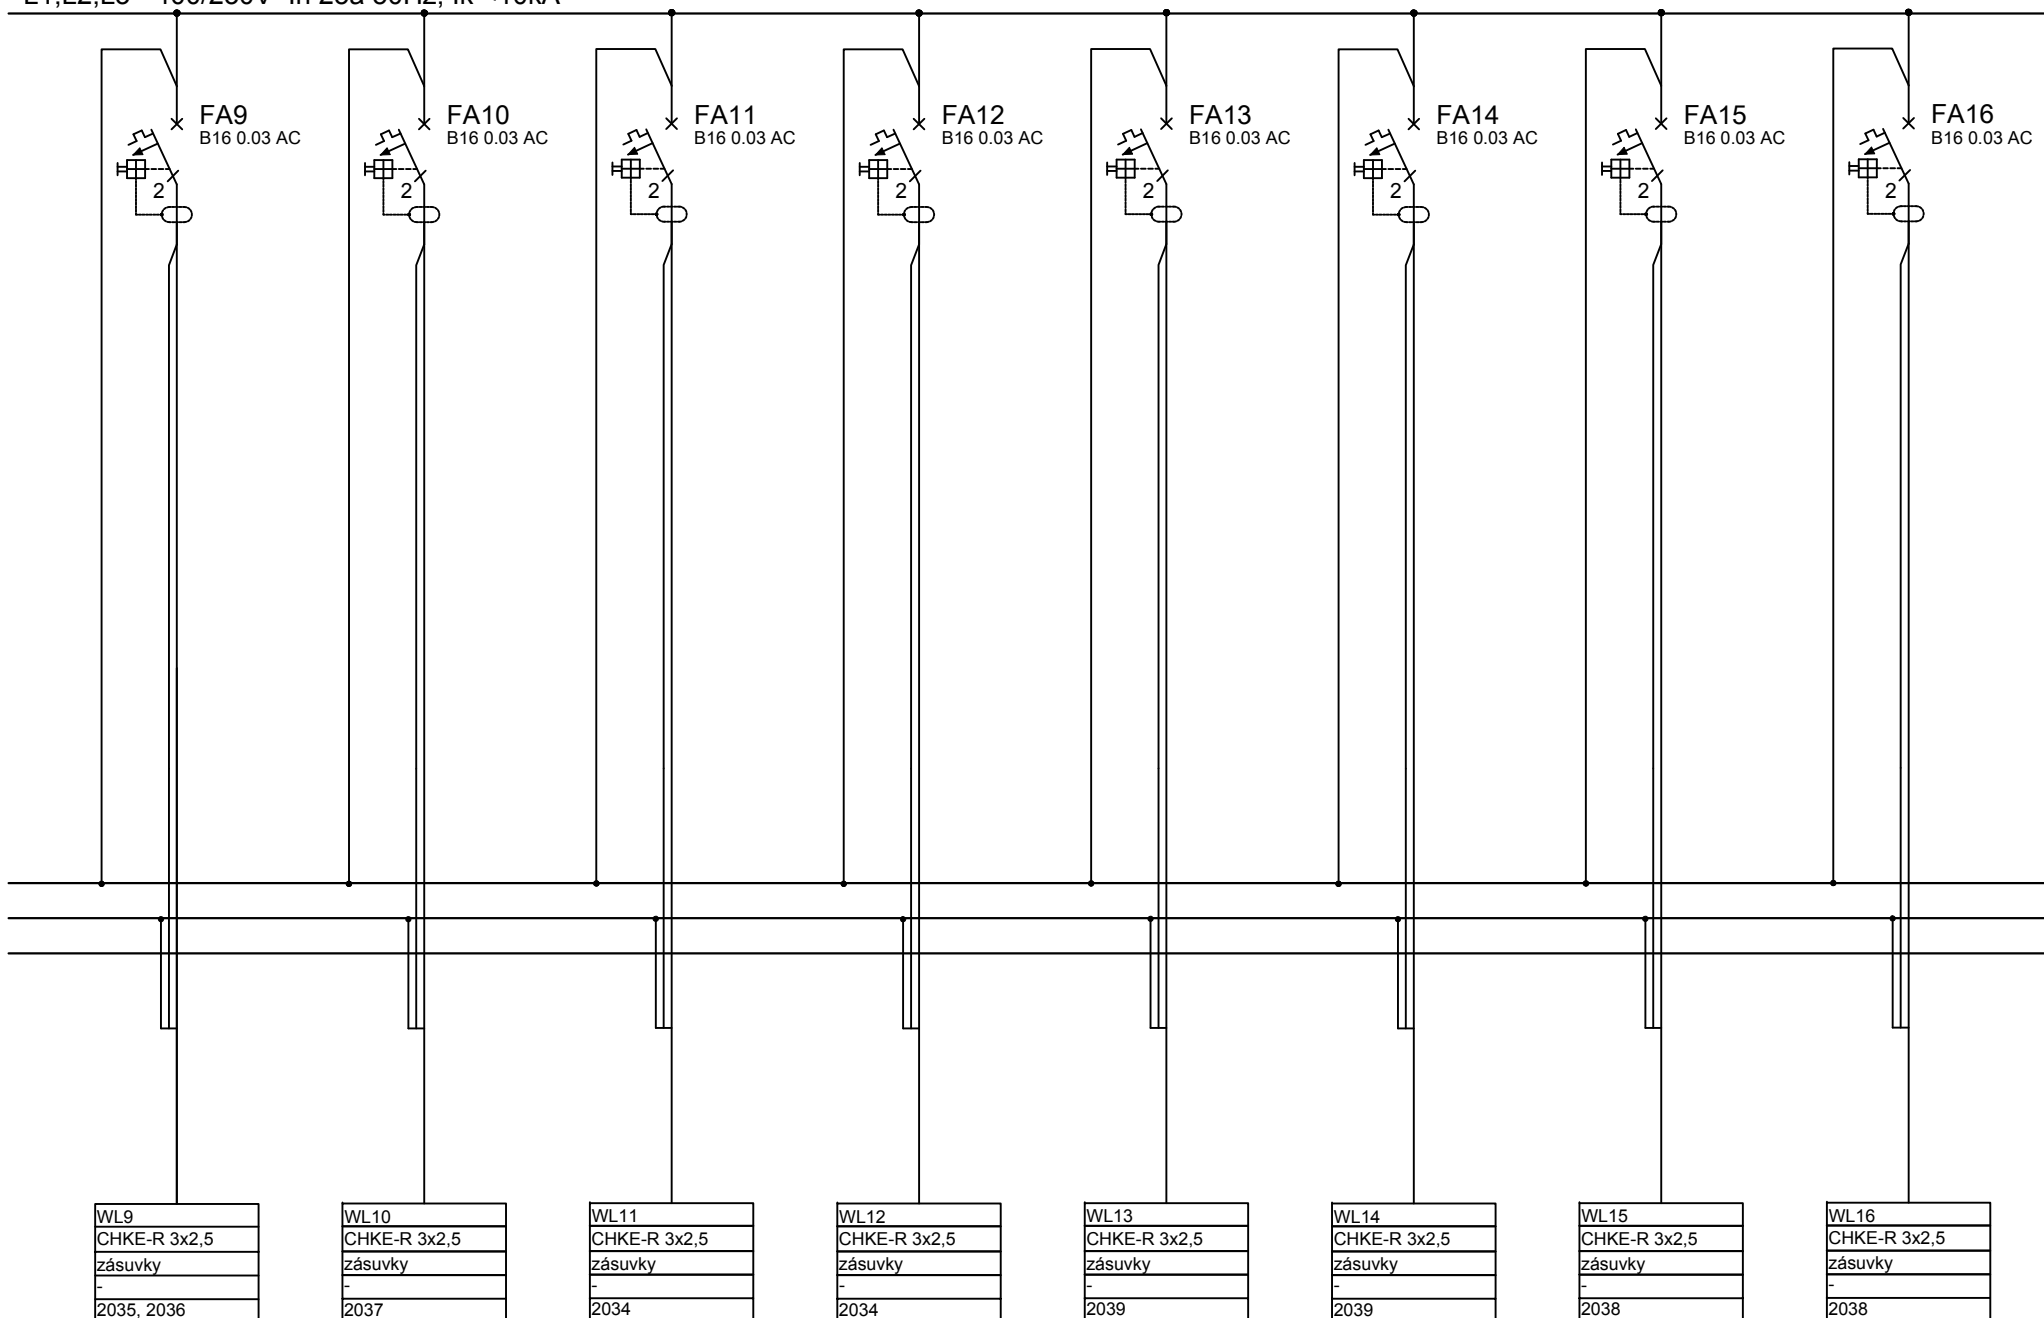 FA9
B16 0.03 AC
2
FA10
B16 0.03 AC
2
FA11
B16 0.03 AC
2
FA12
B16 0.03 AC
2
FA13
B16 0.03 AC
2
FA14
B16 0.03 AC
2
FA15
B16 0.03 AC
2
FA16
B16 0.03 AC
2
WL9
CHKE-R 3x2,5
zásuvky
-
2035, 2036
WL10
CHKE-R 3x2,5
zásuvky
-
2037
WL11
CHKE-R 3x2,5
zásuvky
-
2034
WL12
CHKE-R 3x2,5
zásuvky
-
2034
WL13
CHKE-R 3x2,5
zásuvky
-
2039
WL14
CHKE-R 3x2,5
zásuvky
-
2039
WL15
CHKE-R 3x2,5
zásuvky
-
2038
WL16
CHKE-R 3x2,5
zásuvky
-
2038